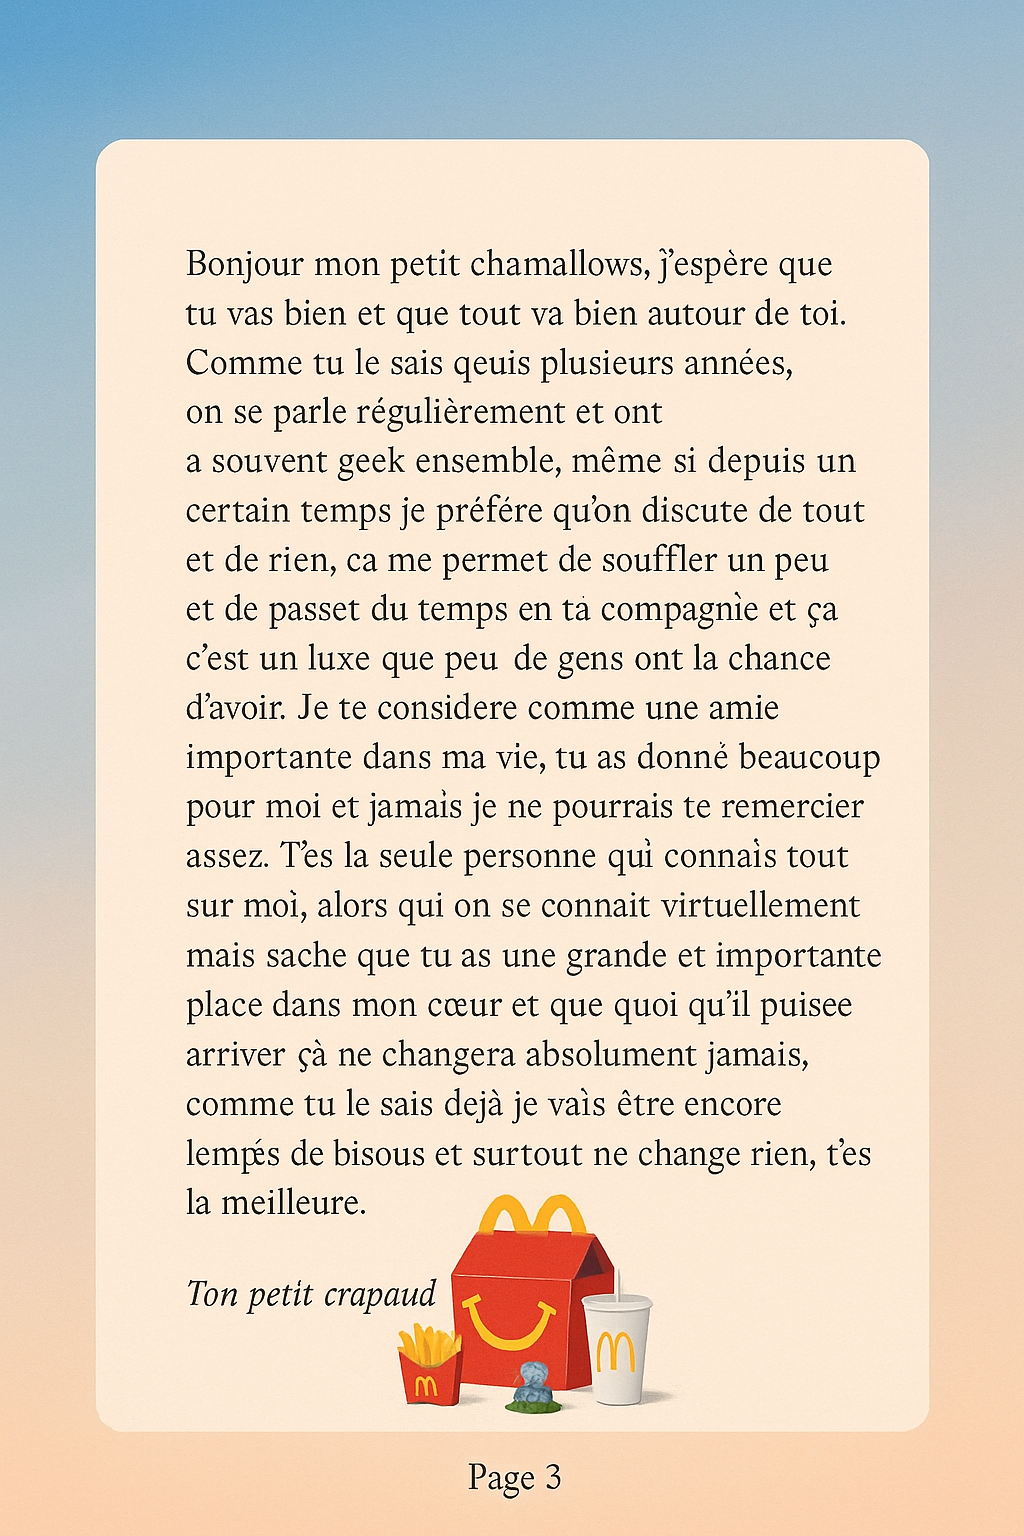 Bonjour mon petit chamallows, j’espère que
tu vas bien et que tout va bien autour de toi.
Comme tu le sais qeuis plusieurs années,
on se parle régulièrement et ont
a souvent geek ensemble, même si depuis un
certain temps je préfére qu’on discute de tout
et de rien, ca me permet de souffler un peu
et de passet du temps en ta compagnìe et ça
c’est un luxe que peu de gens ont la chance
d’avoir. Je te considere comme une amie
importante dans ma vie, tu as donné beaucoup
pour moi et jamaìs je ne pourrais te remercier
assez. T’es la seule personne quì connaìs tout
sur moì, alors qui on se connait virtuellement
mais sache que tu as une grande et importante
place dans mon cœur et que quoi qu’il puisee
arriver çà ne changera absolument jamais,
comme tu le sais dejà je vaìs être encore
lempés de bisous et surtout ne change rien, t’es
la meilleure.
Ton petit crapaud
Page 3